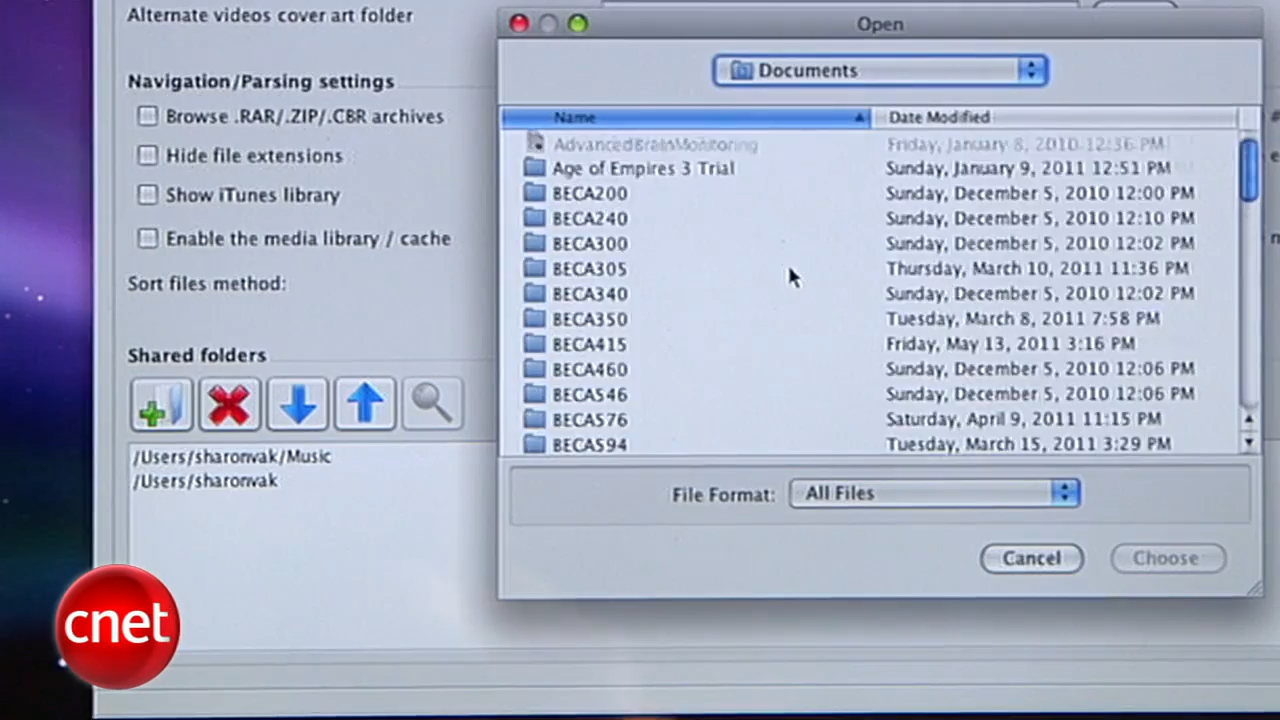 Alternate videos cover art folder
Navigation/Parsing settings
Browse .RAR/.ZIP/.CBR archives
Hide file extensions
Show iTunes library
Enable the media library / cache
Sort files method:
Shared folders
/Users/sharonvak/Music
/Users/sharonvak
Open
Documents
Name Date Modified
AdvancedBrainMonitoring Friday, January 8, 2010 12:36 PM
Age of Empires 3 Trial Sunday, January 9, 2011 12:51 PM
BECA200 Sunday, December 5, 2010 12:00 PM
BECA240 Sunday, December 5, 2010 12:10 PM
BECA300 Sunday, December 5, 2010 12:02 PM
BECA305 Thursday, March 10, 2011 11:36 PM
BECA340 Sunday, December 5, 2010 12:02 PM
BECA350 Tuesday, March 8, 2011 7:58 PM
BECA415 Friday, May 13, 2011 3:16 PM
BECA460 Sunday, December 5, 2010 12:06 PM
BECA546 Sunday, December 5, 2010 12:06 PM
BECA576 Saturday, April 9, 2011 11:15 PM
BECA594 Tuesday, March 15, 2011 3:29 PM
File Format: All Files
Cancel Choose
cnet